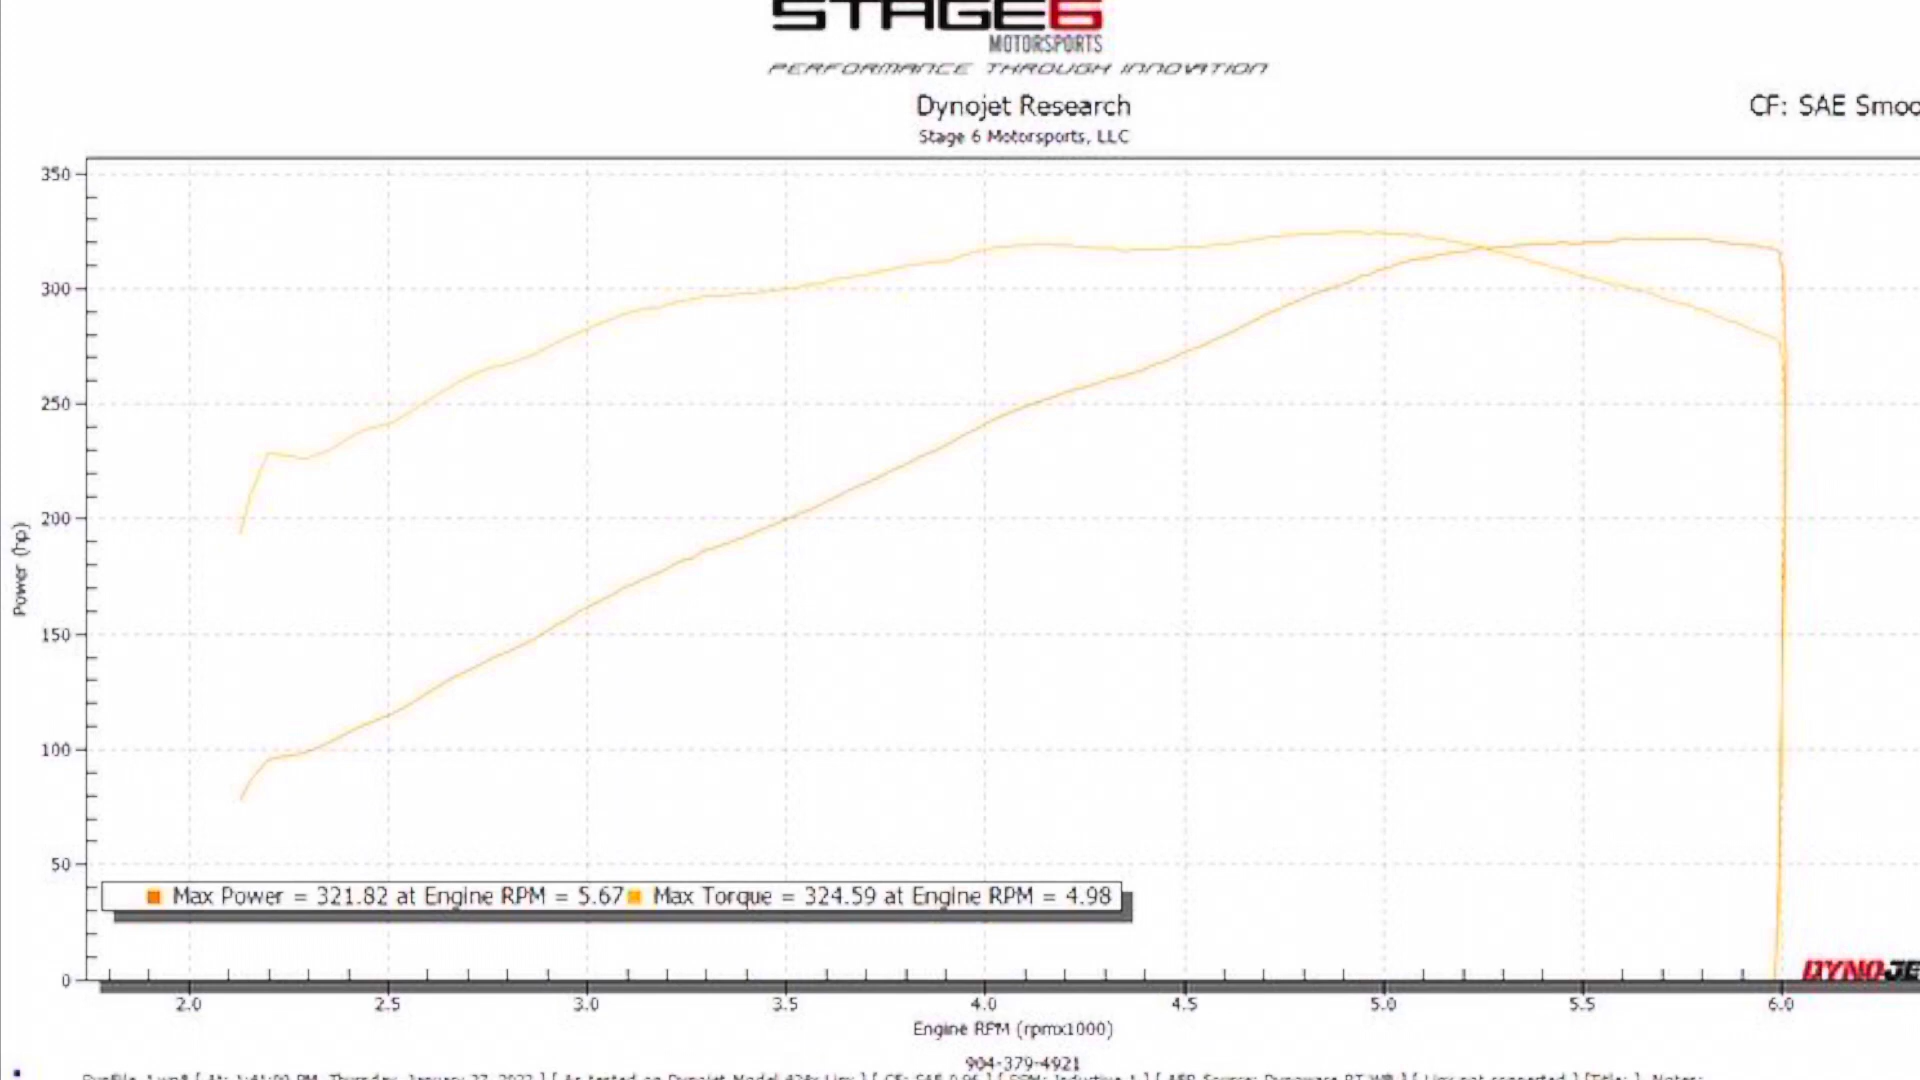 STAGE6
MOTORSPORTS
PERFORMANCE THROUGH INNOVATION
Dynojet Research
CF: SAE Smoo
Stage 6 Motorsports, LLC
350
300
250
200
150
100
50
0
Power (hp)
Max Power = 321.82 at Engine RPM = 5.67 Max Torque = 324.59 at Engine RPM = 4.98
DYNOJE
2.0 2.5 3.0 3.5 4.0 4.5 5.0 5.5 6.0
Engine RPM (rpmx1000)
904-379-4921